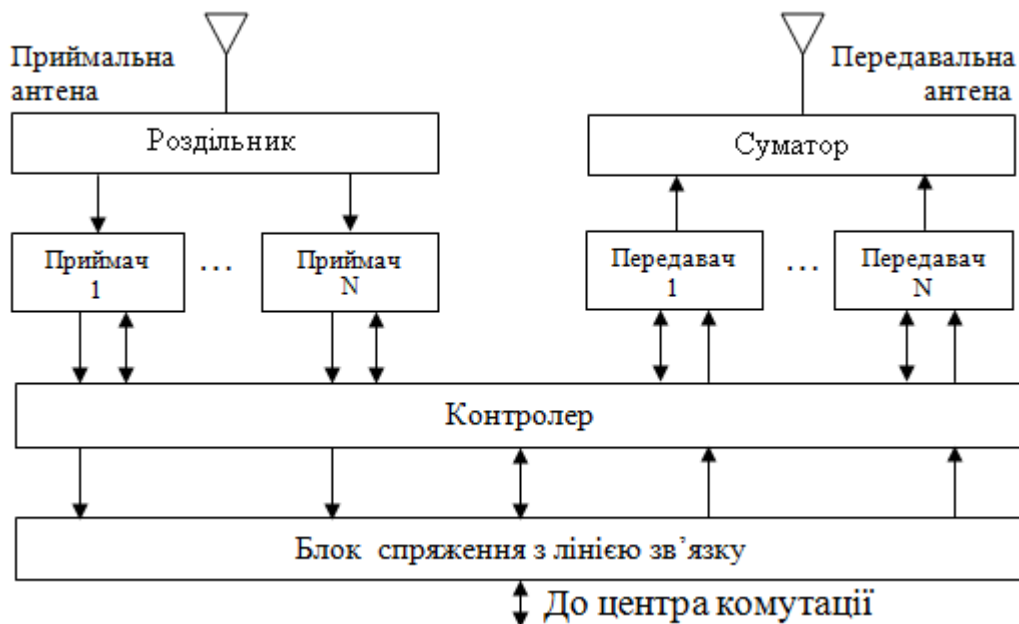 Приймальна
антена
Передавальна
антена
Роздільник
Суматор
Приймач
1
…
Приймач
N
Передавач
1
…
Передавач
N
Контролер
Блок спряження з лінією зв’язку
До центра комутації